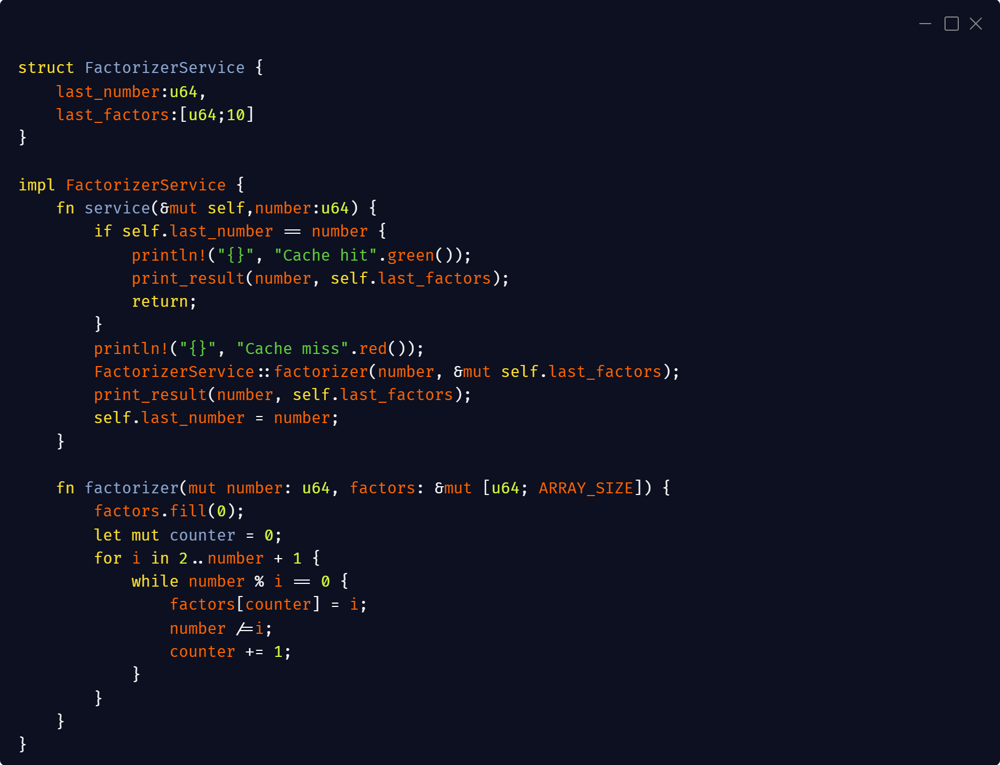 struct FactorizerService {
    last_number:u64,
    last_factors:[u64;10]
}

impl FactorizerService {
    fn service(&mut self,number:u64) {
        if self.last_number == number {
            println!("{}", "Cache hit".green());
            print_result(number, self.last_factors);
            return;
        }
        println!("{}", "Cache miss".red());
        FactorizerService::factorizer(number, &mut self.last_factors);
        print_result(number, self.last_factors);
        self.last_number = number;
    }

    fn factorizer(mut number: u64, factors: &mut [u64; ARRAY_SIZE]) {
        factors.fill(0);
        let mut counter = 0;
        for i in 2..number + 1 {
            while number % i == 0 {
                factors[counter] = i;
                number /=i;
                counter += 1;
            }
        }
    }
}